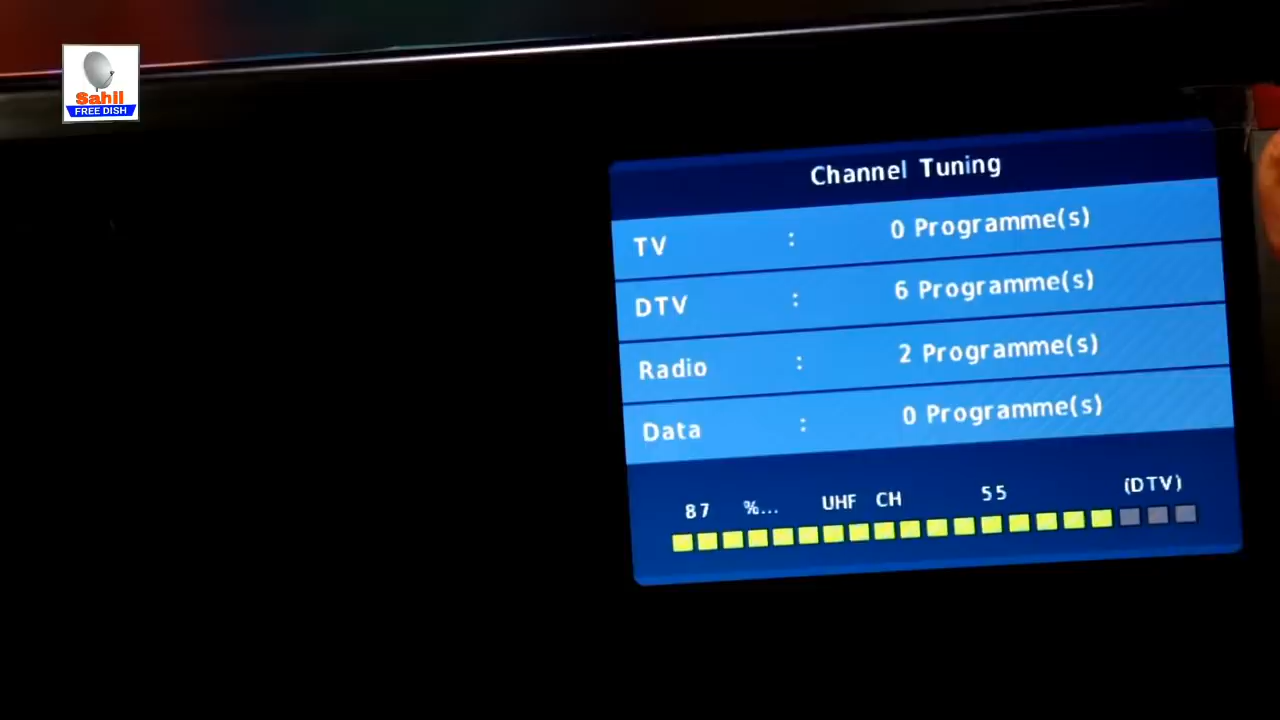 Sahil
FREE DISH
Channel Tuning
TV : 0 Programme(s)
DTV : 6 Programme(s)
Radio : 2 Programme(s)
Data : 0 Programme(s)
87 %... UHF CH 55 (DTV)